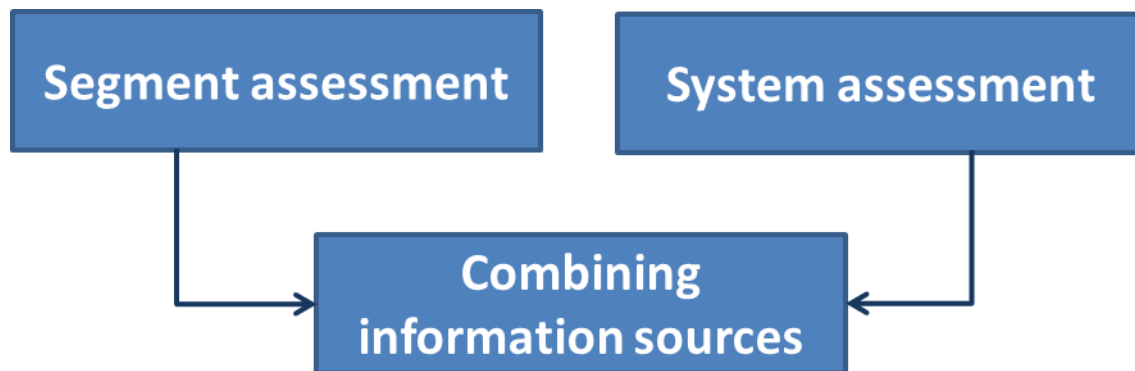 Segment assessment
System assessment
Combining
information sources